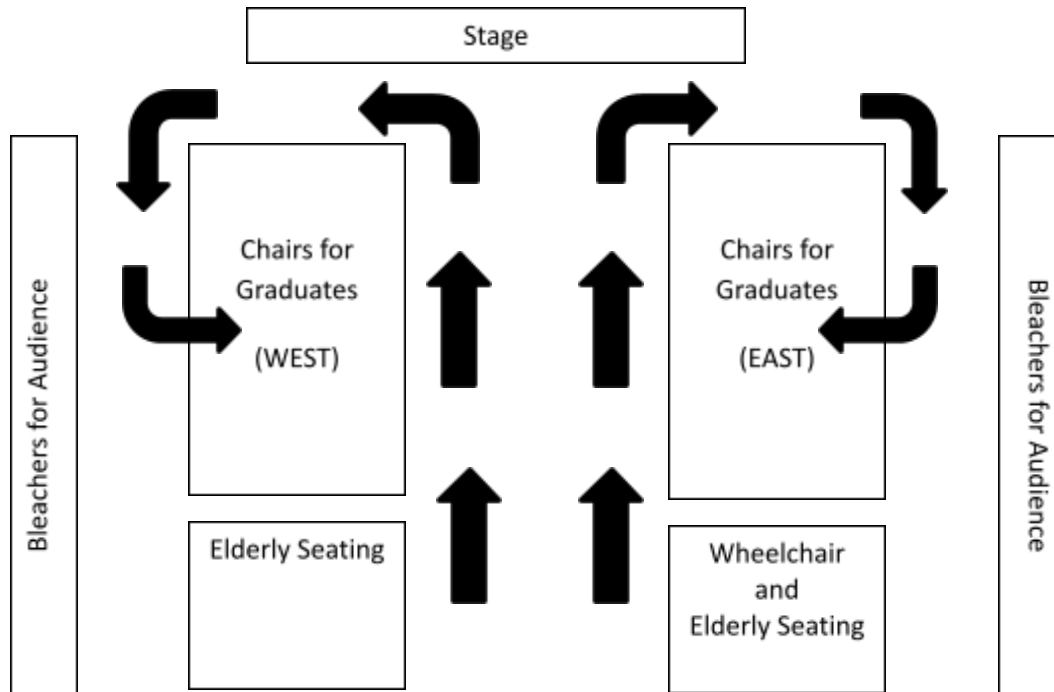 Stage
Bleachers for Audience
Chairs for
Graduates
(WEST)
Chairs for
Graduates
(EAST)
Bleachers for Audience
Elderly Seating
Wheelchair
and
Elderly Seating